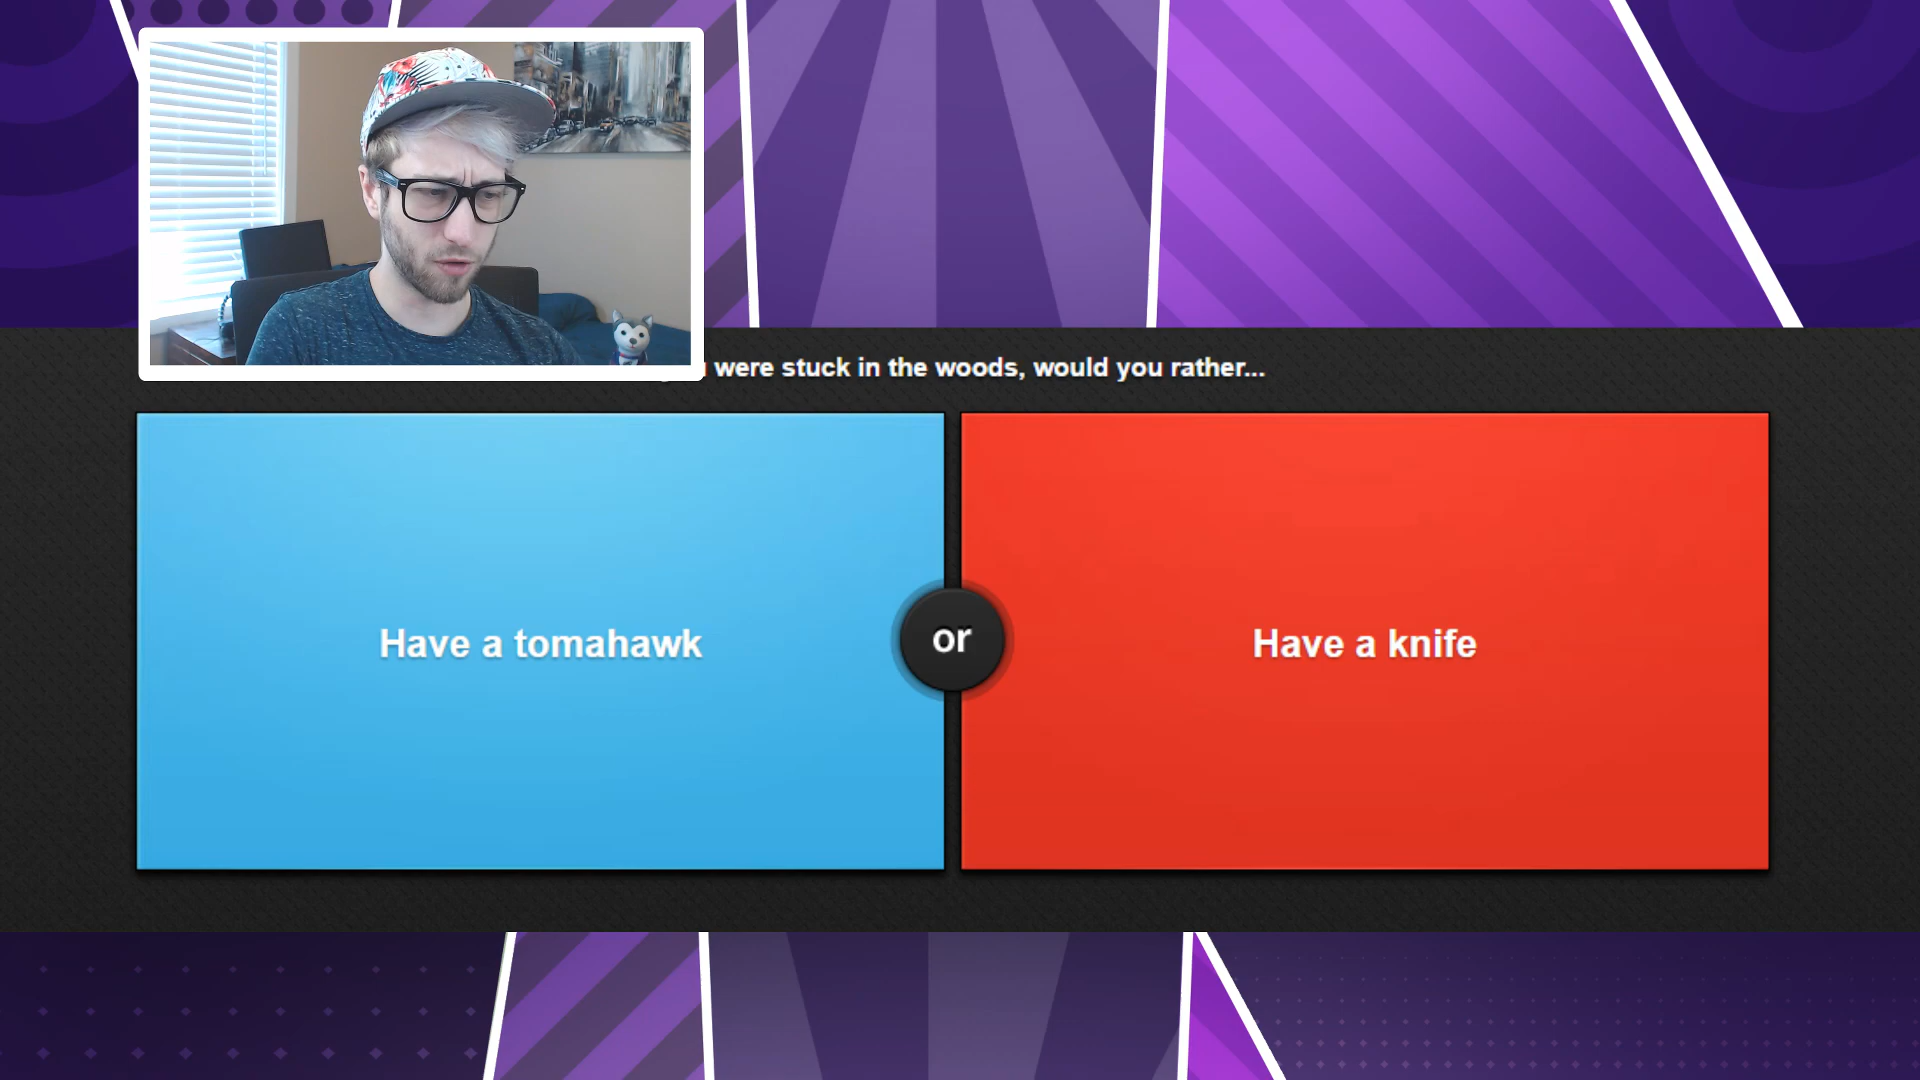 were stuck in the woods, would you rather...
Have a tomahawk
or
Have a knife